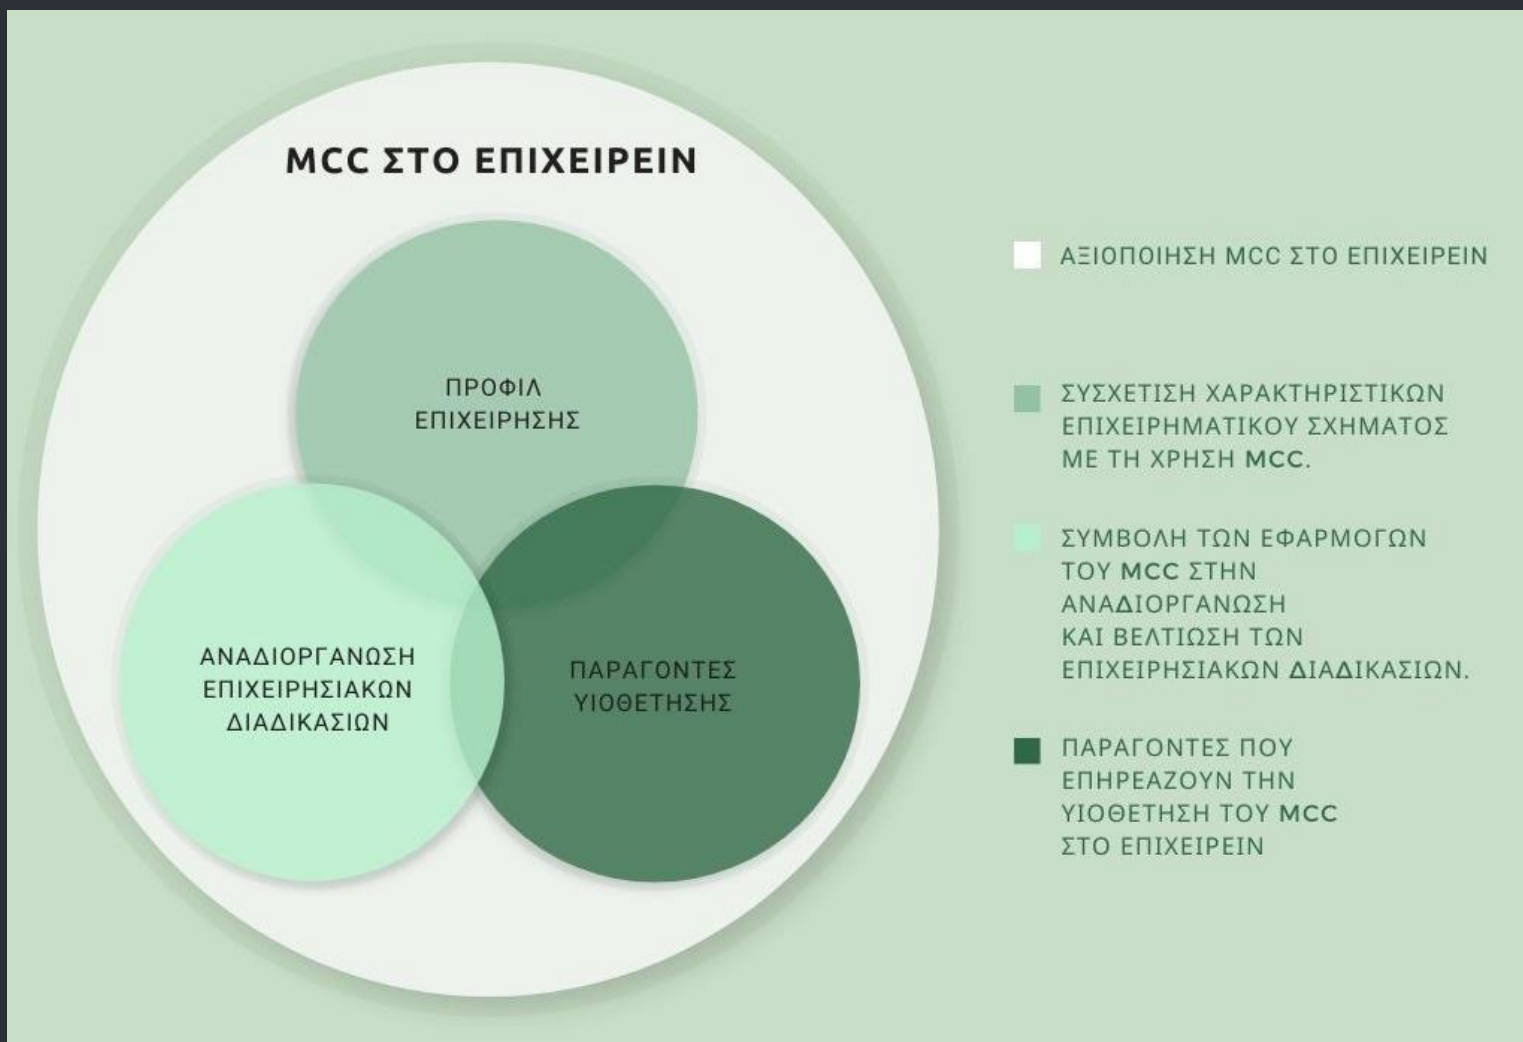 MCC ΣΤΟ ΕΠΙΧΕΙΡΕΙΝ
ΠΡΟΦΙΛ
ΕΠΙΧΕΙΡΗΣΗΣ
ΑΝΑΔΙΟΡΓΑΝΩΣΗ
ΕΠΙΧΕΙΡΗΣΙΑΚΩΝ
ΔΙΑΔΙΚΑΣΙΩΝ
ΠΑΡΑΓΟΝΤΕΣ
ΥΙΟΘΕΤΗΣΗΣ
ΑΞΙΟΠΟΙΗΣΗ MCC ΣΤΟ ΕΠΙΧΕΙΡΕΙΝ
ΣΥΣΧΕΤΙΣΗ ΧΑΡΑΚΤΗΡΙΣΤΙΚΩΝ
ΕΠΙΧΕΙΡΗΜΑΤΙΚΟΥ ΣΧΗΜΑΤΟΣ
ΜΕ ΤΗ ΧΡΗΣΗ MCC.
ΣΥΜΒΟΛΗ ΤΩΝ ΕΦΑΡΜΟΓΩΝ
ΤΟΥ MCC ΣΤΗΝ
ΑΝΑΔΙΟΡΓΑΝΩΣΗ
ΚΑΙ ΒΕΛΤΙΩΣΗ ΤΩΝ
ΕΠΙΧΕΙΡΗΣΙΑΚΩΝ ΔΙΑΔΙΚΑΣΙΩΝ.
ΠΑΡΑΓΟΝΤΕΣ ΠΟΥ
ΕΠΗΡΕΑΖΟΥΝ ΤΗΝ
ΥΙΟΘΕΤΗΣΗ ΤΟΥ MCC
ΣΤΟ ΕΠΙΧΕΙΡΕΙΝ